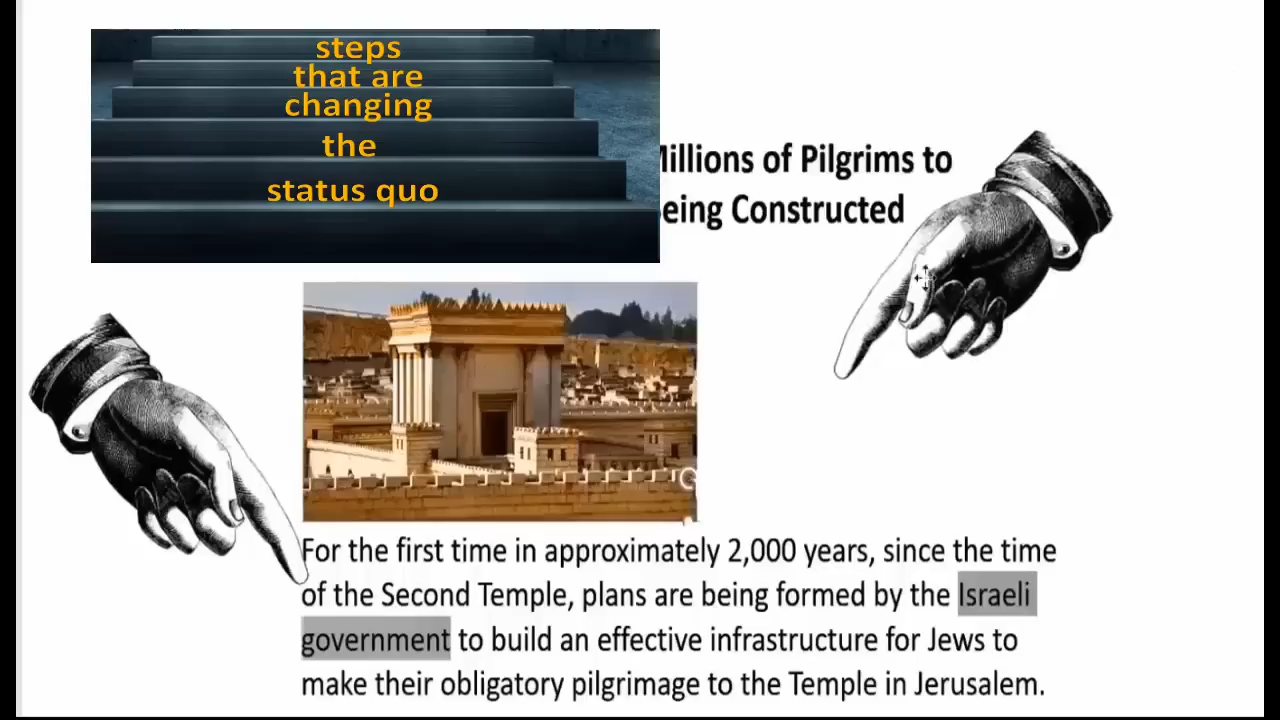 steps
that are
changing
the
status quo
Millions of Pilgrims to
Being Constructed
For the first time in approximately 2,000 years, since the time
of the Second Temple, plans are being formed by the Israeli
government to build an effective infrastructure for Jews to
make their obligatory pilgrimage to the Temple in Jerusalem.